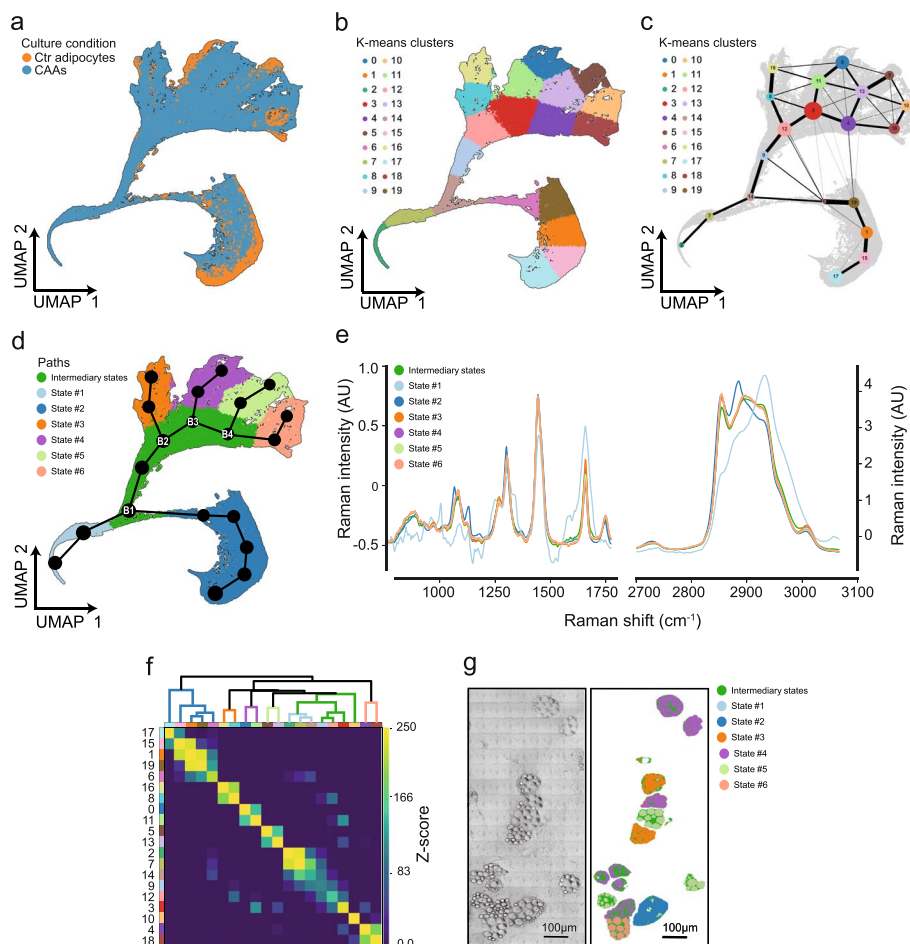 a
Culture condition
Ctr adipocytes
CAAs
UMAP 2
UMAP 1
b
K-means clusters
0 10
1 11
2 12
3 13
4 14
5 15
6 16
7 17
8 18
9 19
UMAP 2
UMAP 1
c
K-means clusters
0 10
1 11
2 12
3 13
4 14
5 15
6 16
7 17
8 18
9 19
11
12
17
UMAP 2
UMAP 1
d
Paths
Intermediary states
State #1
State #2
State #3
State #4
State #5
State #6
B1
B2
B3
B4
UMAP 2
UMAP 1
e
Intermediary states
State #1
State #2
State #3
State #4
State #5
State #6
Raman intensity (AU)
1.0
0.5
0
-0.5
1000 1250 1500 1750
2700 2800 2900 3000 3100
4
3
2
1
0
Raman intensity (AU)
Raman shift (cm-1)
f
17
15
1
19
6
16
8
0
11
5
13
2
7
14
9
12
3
10
4
18
250
166
83
0.0
Z-score
g
100µm
100µm
Intermediary states
State #1
State #2
State #3
State #4
State #5
State #6